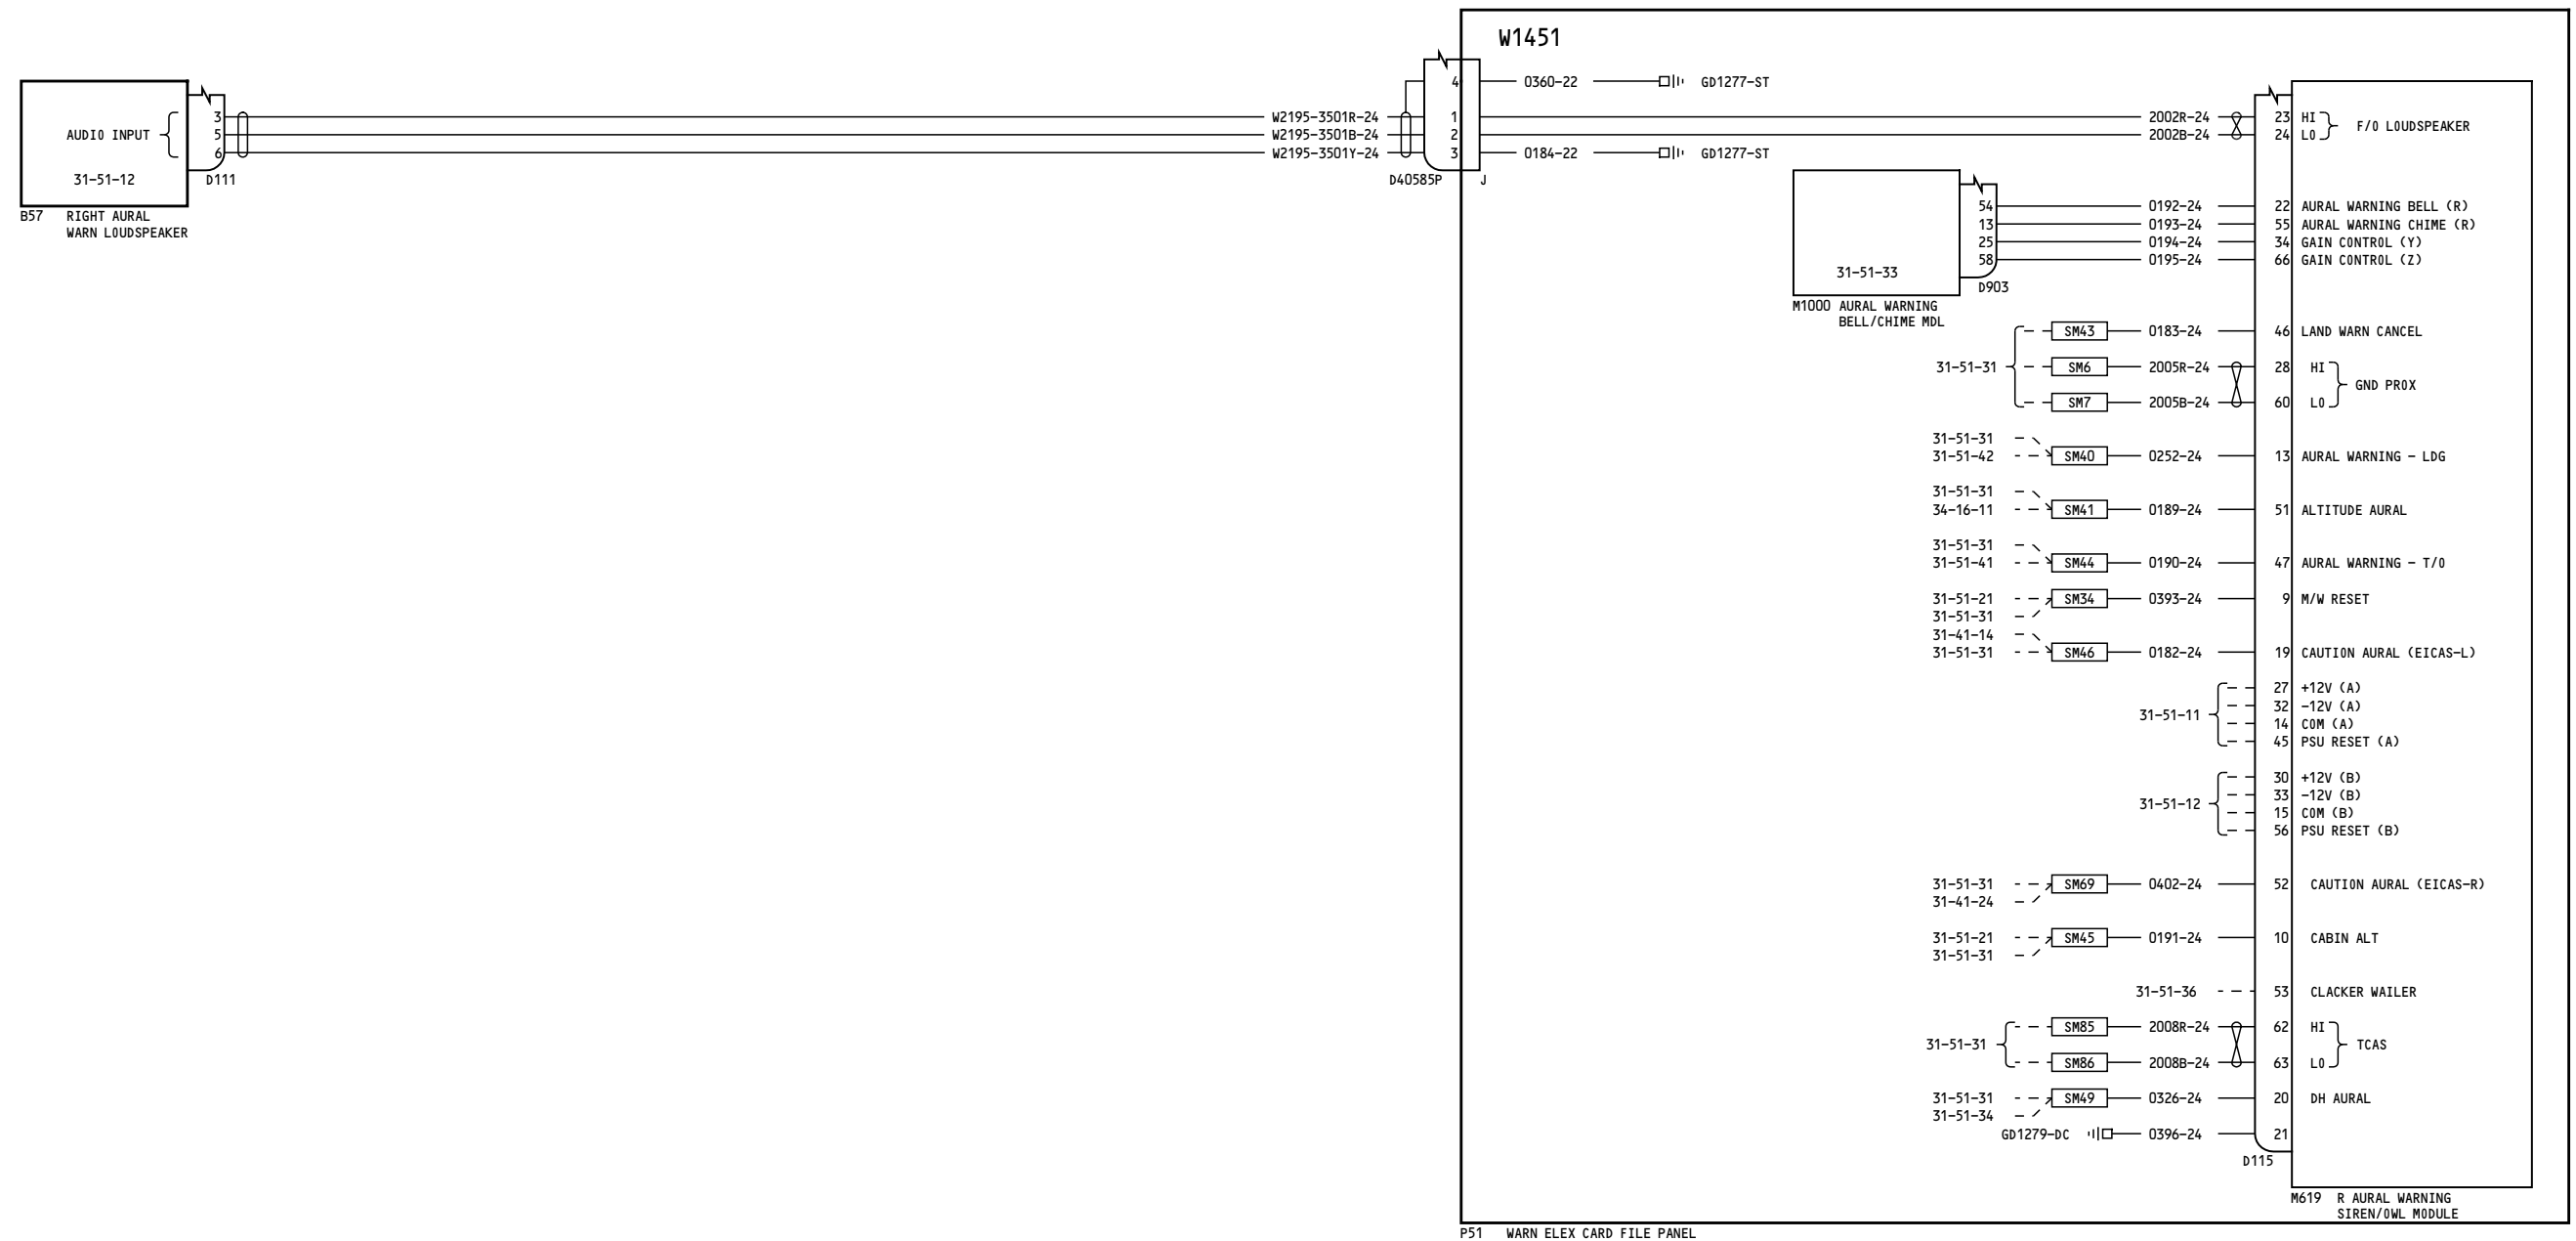 W1451
4 0360-22 GD1277-ST
AUDIO INPUT
3 W2195-3501R-24 1 2002R-24 23 HI
5 W2195-3501B-24 2 2002B-24 24 LO
F/O LOUDSPEAKER
6 W2195-3501Y-24 3 0184-22 GD1277-ST
31-51-12 D111 D40585P J
B57 RIGHT AURAL
WARN LOUDSPEAKER
54 0192-24 22 AURAL WARNING BELL (R)
13 0193-24 55 AURAL WARNING CHIME (R)
25 0194-24 34 GAIN CONTROL (Y)
58 0195-24 66 GAIN CONTROL (Z)
31-51-33
D903
M1000 AURAL WARNING
BELL/CHIME MDL
SM43 0183-24 46 LAND WARN CANCEL
31-51-31 SM6 2005R-24 28 HI
GND PROX
SM7 2005B-24 60 LO
31-51-31
31-51-42 SM40 0252-24 13 AURAL WARNING - LDG
31-51-31
34-16-11 SM41 0189-24 51 ALTITUDE AURAL
31-51-31
31-51-41 SM44 0190-24 47 AURAL WARNING - T/O
31-51-21 SM34 0393-24 9 M/W RESET
31-51-31
31-41-14
31-51-31 SM46 0182-24 19 CAUTION AURAL (EICAS-L)
27 +12V (A)
32 -12V (A)
31-51-11
14 COM (A)
45 PSU RESET (A)
30 +12V (B)
33 -12V (B)
31-51-12
15 COM (B)
56 PSU RESET (B)
31-51-31 SM69 0402-24 52 CAUTION AURAL (EICAS-R)
31-41-24
31-51-21 SM45 0191-24 10 CABIN ALT
31-51-31
31-51-36 53 CLACKER WAILER
SM85 2008R-24 62 HI
31-51-31 TCAS
SM86 2008B-24 63 LO
31-51-31 SM49 0326-24 20 DH AURAL
31-51-34
GD1279-DC 0396-24 21
D115
M619 R AURAL WARNING
SIREN/OWL MODULE
P51 WARN ELEX CARD FILE PANEL